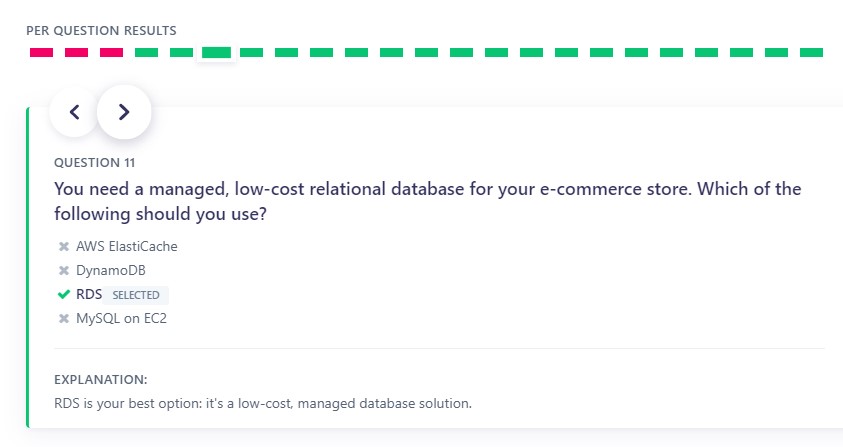 PER QUESTION RESULTS
QUESTION 11
You need a managed, low-cost relational database for your e-commerce store. Which of the
following should you use?
AWS ElastiCache
DynamoDB
RDS SELECTED
MySQL on EC2
EXPLANATION:
RDS is your best option: it's a low-cost, managed database solution.